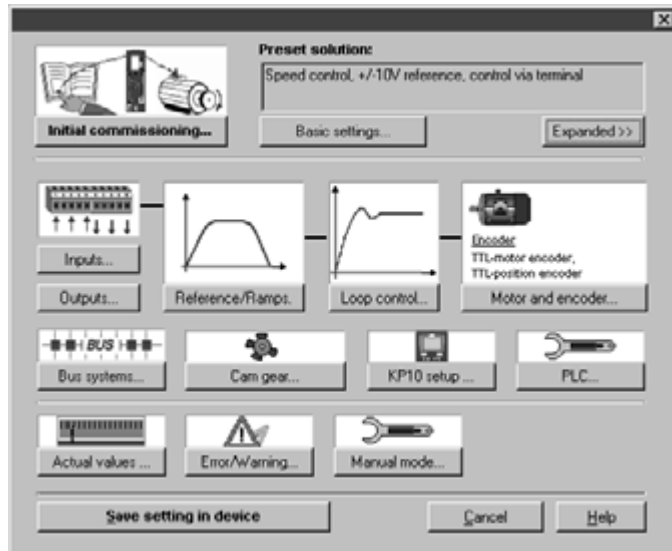 Preset solution:
Speed control, +/-10V reference, control via terminal
Initial commissioning...
Basic settings...
Expanded >>
Inputs...
Outputs...
Reference/Ramps.
Loop control...
Encoder
TTL-motor encoder,
TTL-position encoder
Motor and encoder...
BUS
Bus systems...
Cam gear...
KP10 setup ...
PLC...
Actual values ...
Error/Warning...
Manual mode...
Save setting in device
Cancel
Help